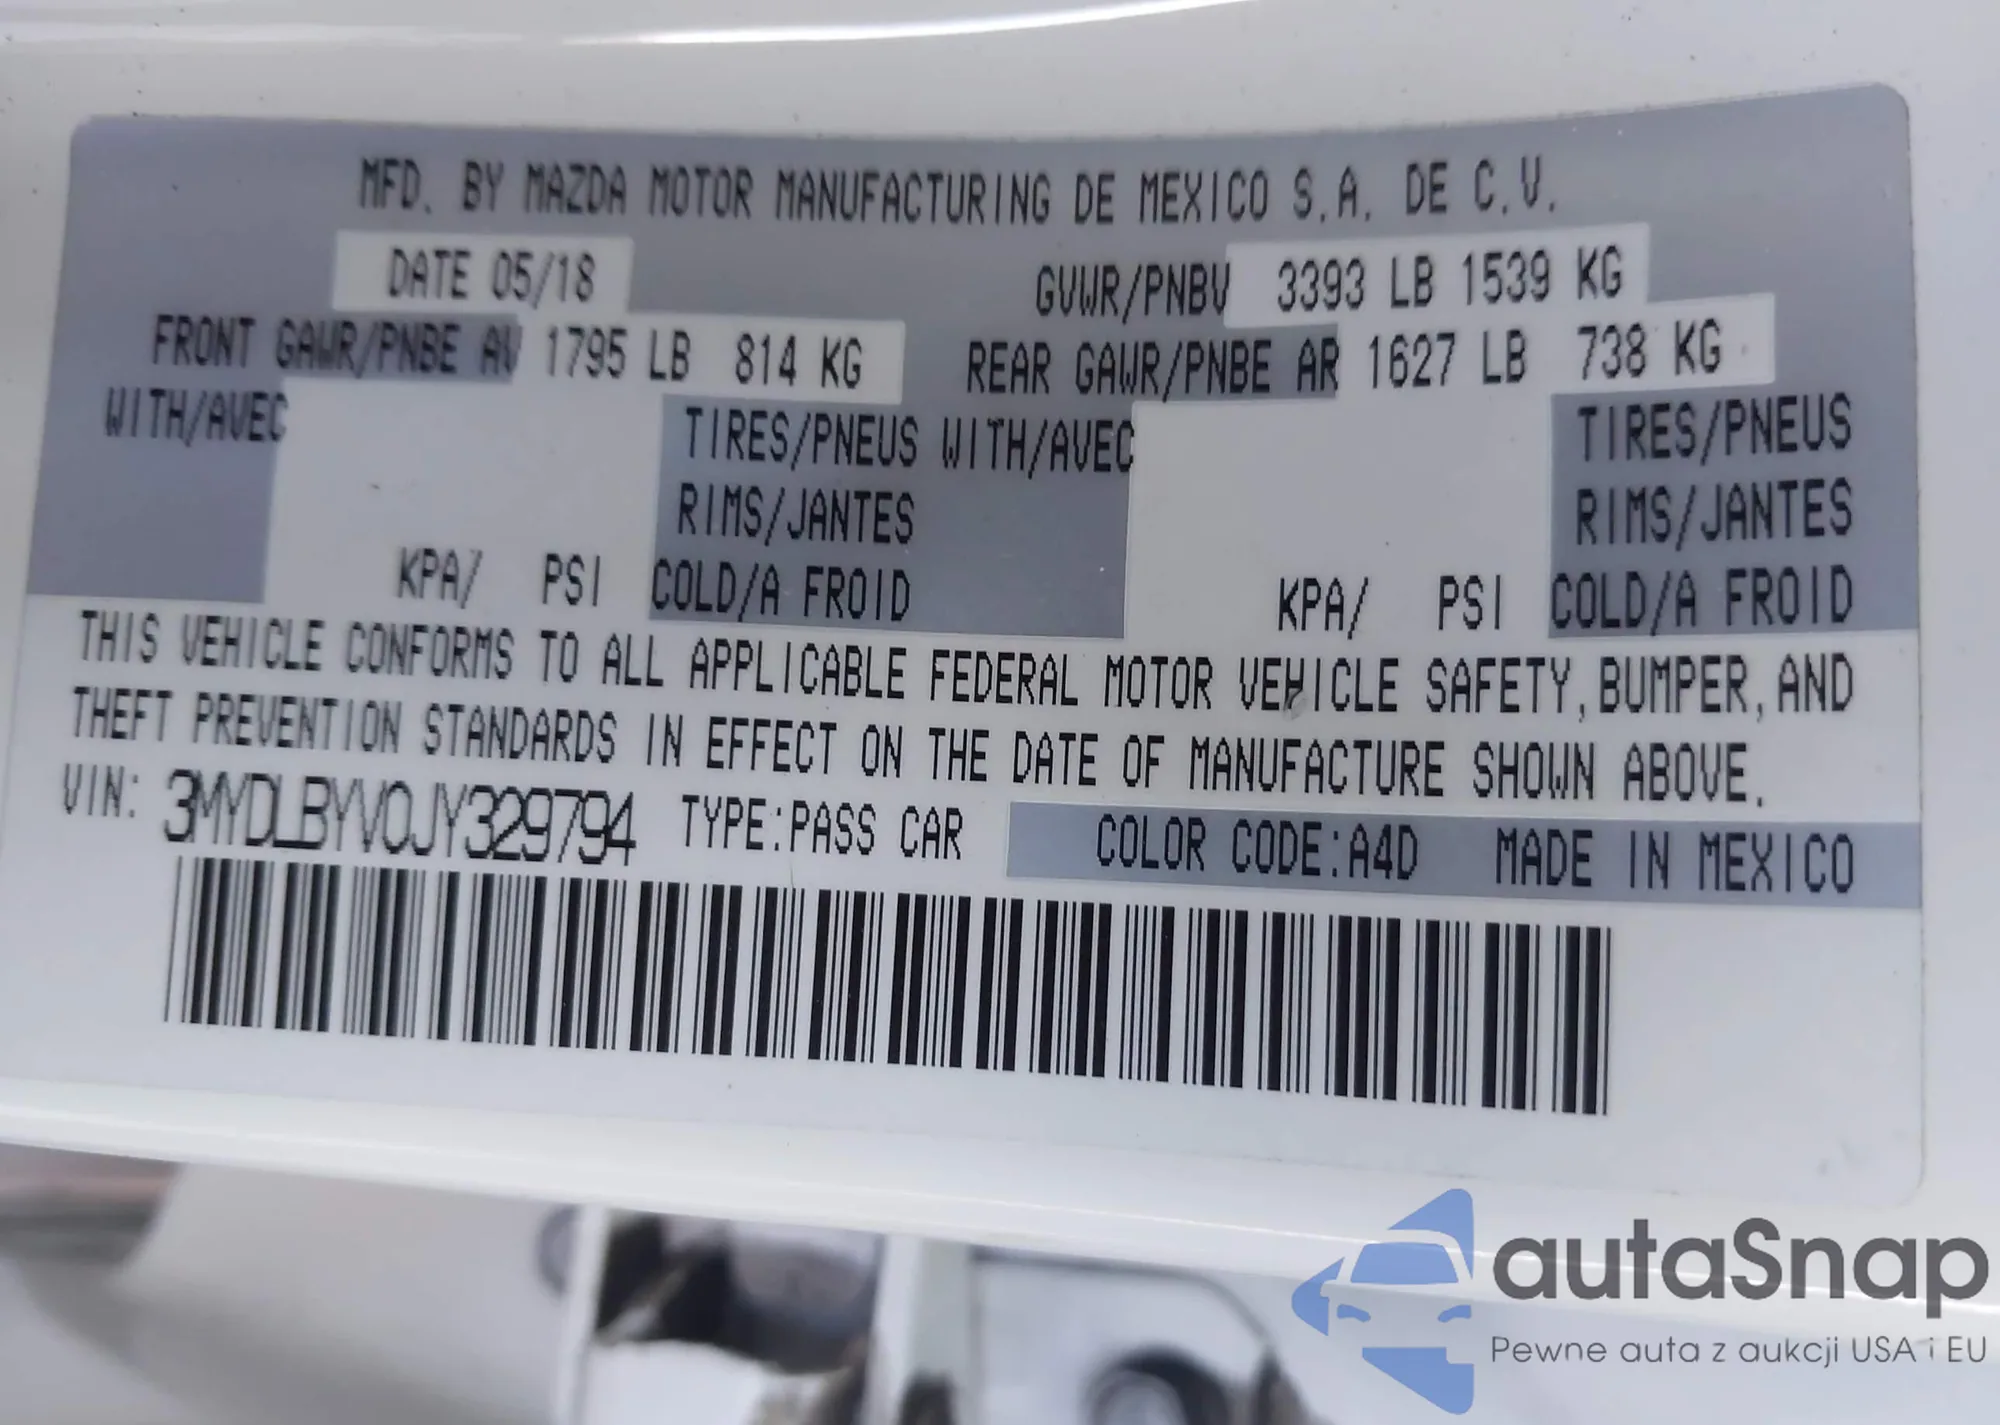 MFD. BY MAZDA MOTOR MANUFACTURING DE MEXICO S.A. DE C.V.
DATE 05/18 GVWR/PNBV 3393 LB 1539 KG
FRONT GAWR/PNBE AV 1795 LB 814 KG REAR GAWR/PNBE AR 1627 LB 738 KG
WITH/AVEC TIRES/PNEUS WITH/AVEC TIRES/PNEUS
RIMS/JANTES RIMS/JANTES
KPA/ PSI COLD/A FROID KPA/ PSI COLD/A FROID
THIS VEHICLE CONFORMS TO ALL APPLICABLE FEDERAL MOTOR VEHICLE SAFETY, BUMPER, AND
THEFT PREVENTION STANDARDS IN EFFECT ON THE DATE OF MANUFACTURE SHOWN ABOVE.
VIN: 3MYDLBYV0JY329794 TYPE:PASS CAR COLOR CODE:A4D MADE IN MEXICO
autaSnap
Pewne auta z aukcji USA i EU